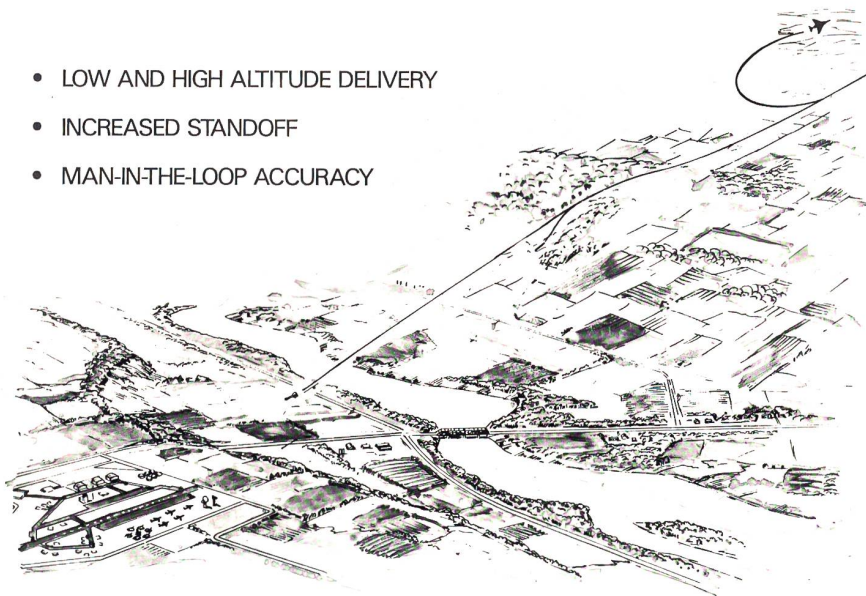 • LOW AND HIGH ALTITUDE DELIVERY
• INCREASED STANDOFF
• MAN-IN-THE-LOOP ACCURACY